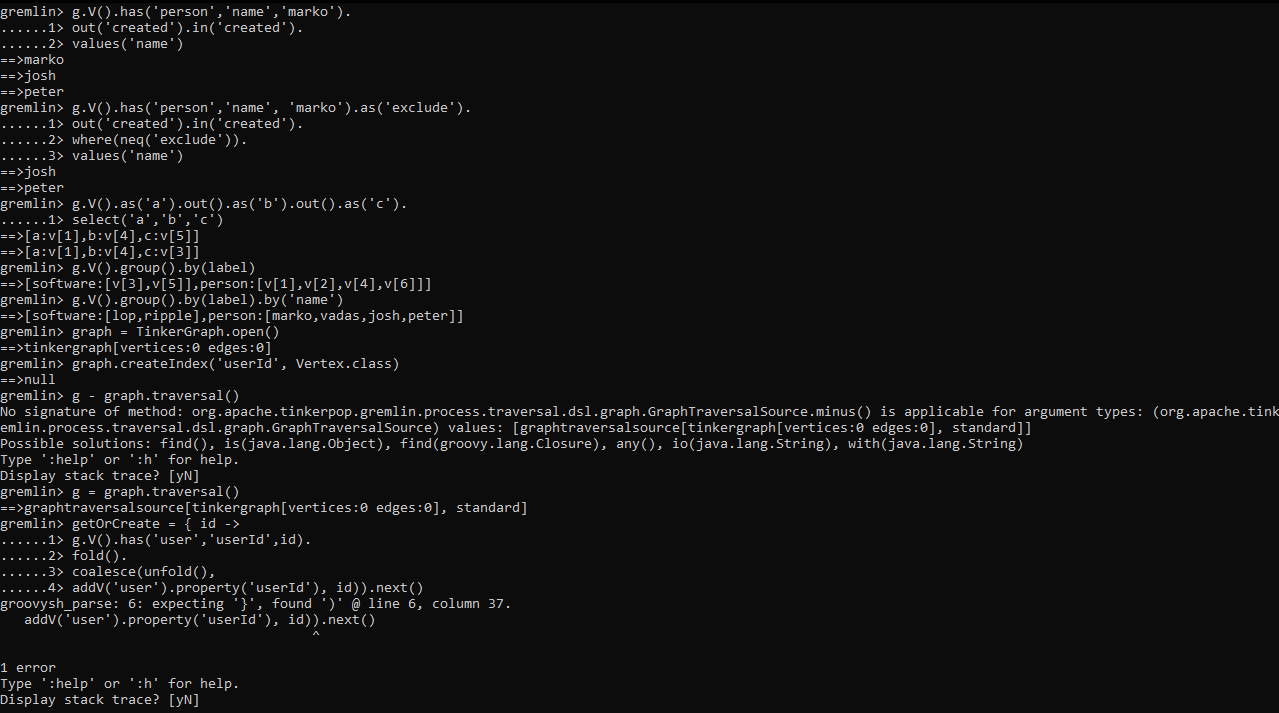 gremlin> g.V().has('person','name','marko').
......1> out('created').in('created').
......2> values('name')
==>marko
==>josh
==>peter
gremlin> g.V().has('person','name', 'marko').as('exclude').
......1> out('created').in('created').
......2> where(neq('exclude')).
......3> values('name')
==>josh
==>peter
gremlin> g.V().as('a').out().as('b').out().as('c').
......1> select('a','b','c')
==>[a:v[1],b:v[4],c:v[5]]
==>[a:v[1],b:v[4],c:v[3]]
gremlin> g.V().group().by(label)
==>[software:[v[3],v[5]],person:[v[1],v[2],v[4],v[6]]]
gremlin> g.V().group().by(label).by('name')
==>[software:[lop,ripple],person:[marko,vadas,josh,peter]]
gremlin> graph = TinkerGraph.open()
==>tinkergraph[vertices:0 edges:0]
gremlin> graph.createIndex('userId', Vertex.class)
==>null
gremlin> g - graph.traversal()
No signature of method: org.apache.tinkerpop.gremlin.process.traversal.dsl.graph.GraphTraversalSource.minus() is applicable for argument types: (org.apache.tink
emlin.process.traversal.dsl.graph.GraphTraversalSource) values: [graphtraversalsource[tinkergraph[vertices:0 edges:0], standard]]
Possible solutions: find(), is(java.lang.Object), find(groovy.lang.Closure), any(), io(java.lang.String), with(java.lang.String)
Type ':help' or ':h' for help.
Display stack trace? [yN]
gremlin> g = graph.traversal()
==>graphtraversalsource[tinkergraph[vertices:0 edges:0], standard]
gremlin> getOrCreate = { id ->
......1> g.V().has('user','userId',id).
......2> fold().
......3> coalesce(unfold(),
......4> addV('user').property('userId'), id)).next()
groovysh_parse: 6: expecting '}', found ')' @ line 6, column 37.
   addV('user').property('userId'), id)).next()
                                       ^
1 error
Type ':help' or ':h' for help.
Display stack trace? [yN]